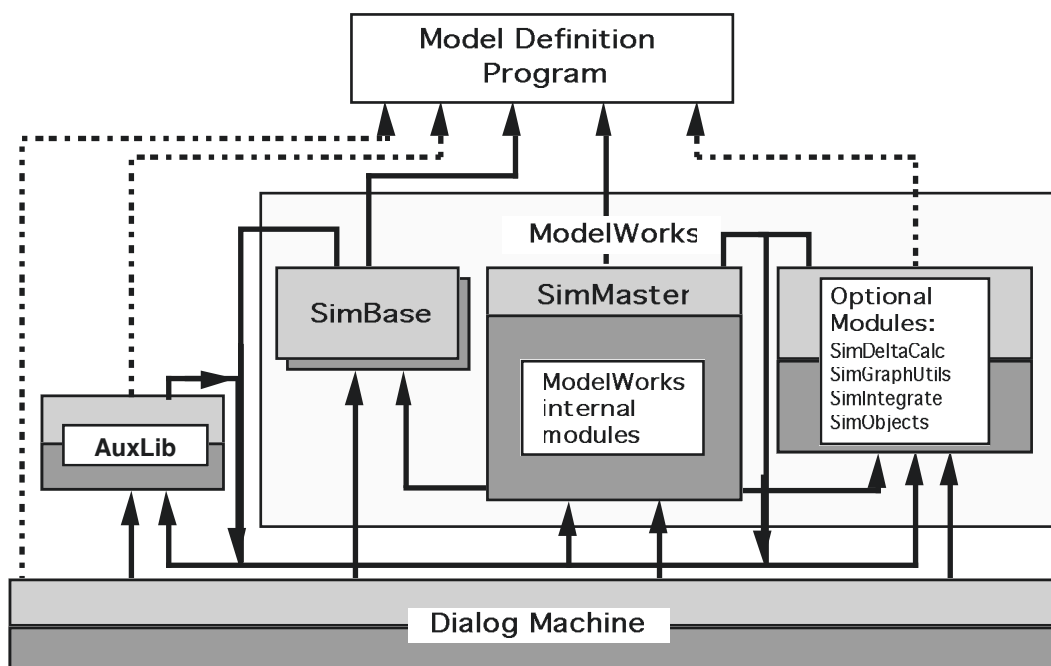 Model Definition
Program
ModelWorks
SimBase
SimMaster
Optional
Modules:
SimDeltaCalc
SimGraphUtils
SimIntegrate
SimObjects
ModelWorks
internal
modules
AuxLib
Dialog Machine